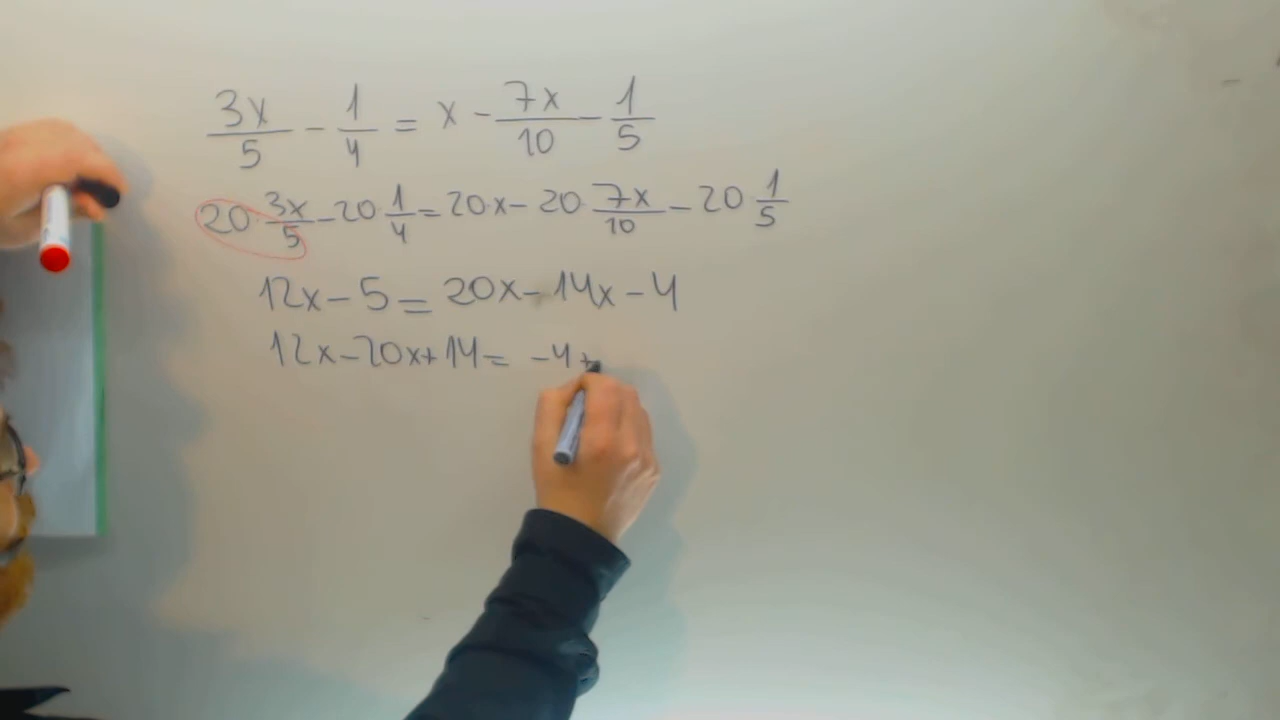 3x/5 - 1/4 = x - 7x/10 - 1/5
20·3x/5 - 20 1/4 = 20·x - 20·7x/10 - 20 1/5
12x - 5 = 20x - 14x - 4
12x - 20x + 14 = -4 +